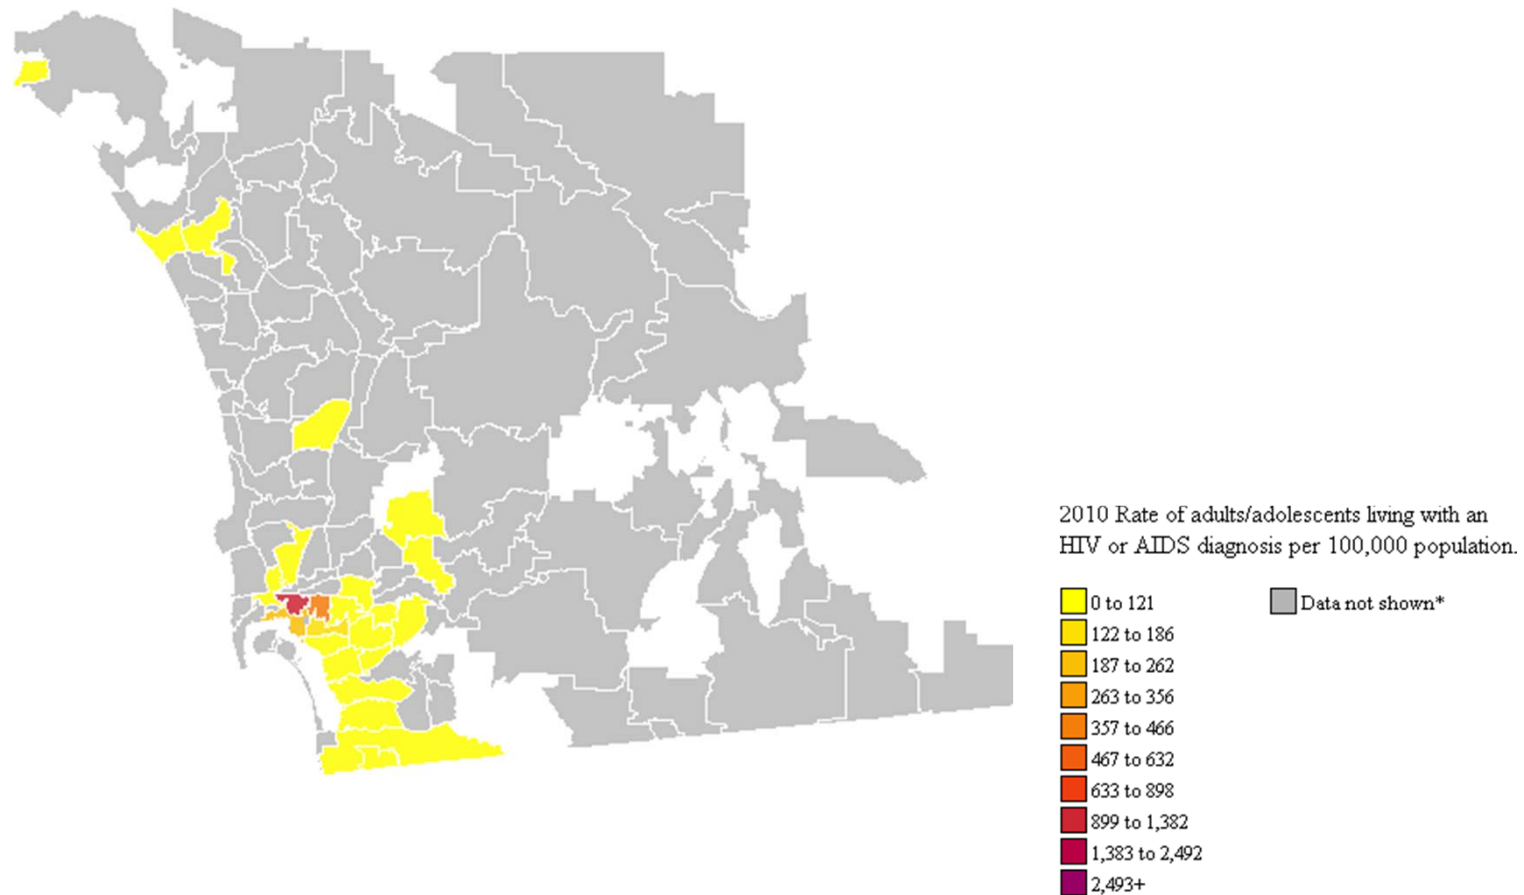 2010 Rate of adults/adolescents living with an
HIV or AIDS diagnosis per 100,000 population.
0 to 121
Data not shown*
122 to 186
187 to 262
263 to 356
357 to 466
467 to 632
633 to 898
899 to 1,382
1,383 to 2,492
2,493+